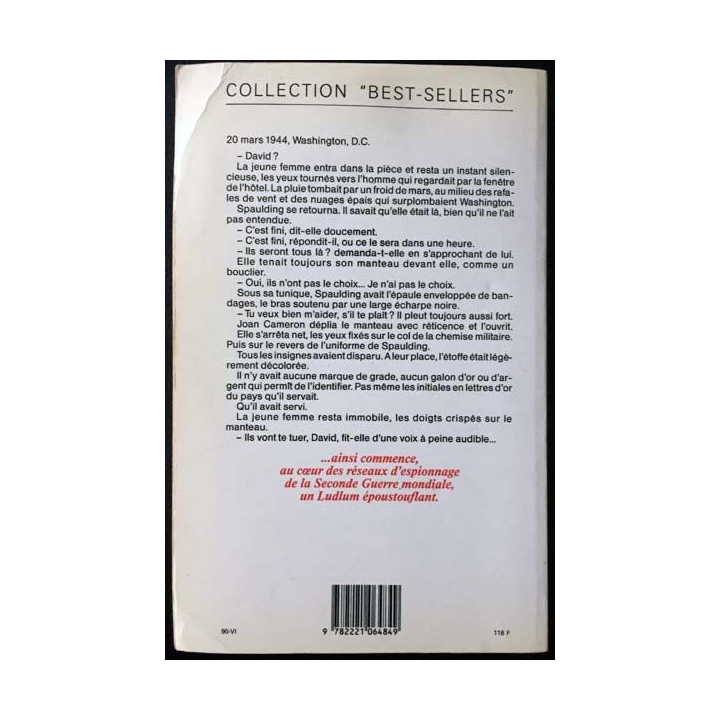 COLLECTION "BEST-SELLERS"
20 mars 1944, Washington, D.C.
– David ?
La jeune femme entra dans la pièce et resta un instant silen-
cieuse, les yeux tournés vers l'homme qui regardait par la fenêtre
de l'hôtel. La pluie tombait par un froid de mars, au milieu des rafa-
les de vent et des nuages épais qui surplombaient Washington.
Spaulding se retourna. Il savait qu'elle était là, bien qu'il ne l'ait
pas entendue.
– C'est fini, dit-elle doucement.
– C'est fini, répondit-il, ou ce le sera dans une heure.
– Ils seront tous là ? demanda-t-elle en s'approchant de lui.
Elle tenait toujours son manteau devant elle, comme un
bouclier.
– Oui, ils n'ont pas le choix... Je n'ai pas le choix.
Sous sa tunique, Spaulding avait l'épaule enveloppée de ban-
dages, le bras soutenu par une large écharpe noire.
– Tu veux bien m'aider, s'il te plaît ? Il pleut toujours aussi fort.
Joan Cameron déplia le manteau avec réticence et l'ouvrit.
Elle s'arrêta net, les yeux fixés sur le col de la chemise militaire.
Puis sur le revers de l'uniforme de Spaulding.
Tous les insignes avaient disparu. A leur place, l'étoffe était légè-
rement décolorée.
Il n'y avait aucune marque de grade, aucun galon d'or ou d'ar-
gent qui permît de l'identifier. Pas même les initiales en lettres d'or
du pays qu'il servait.
Qu'il avait servi.
La jeune femme resta immobile, les doigts crispés sur le
manteau.
– Ils vont te tuer, David, fit-elle d'une voix à peine audible...
...ainsi commence,
au cœur des réseaux d'espionnage
de la Seconde Guerre mondiale,
un Ludlum époustouflant.
90-VI
9 782221 064849
118 F